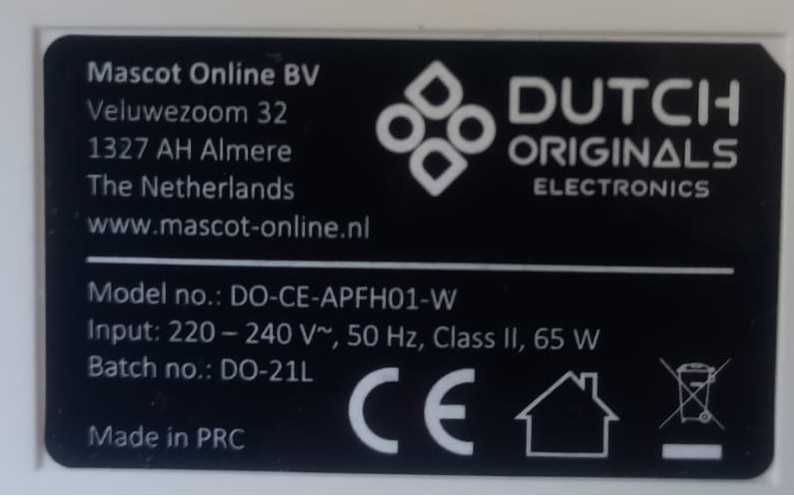 Mascot Online BV
Veluwezoom 32
1327 AH Almere
The Netherlands
www.mascot-online.nl
DUTCH
ORIGINALS
ELECTRONICS
Model no.: DO-CE-APFH01-W
Input: 220 – 240 V~, 50 Hz, Class II, 65 W
Batch no.: DO-21L
Made in PRC
CE